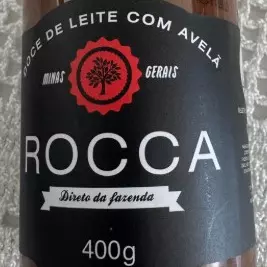 DOCE DE LEITE COM AVELÃ
MINAS GERAIS
ROCCA
Direto da fazenda
400g